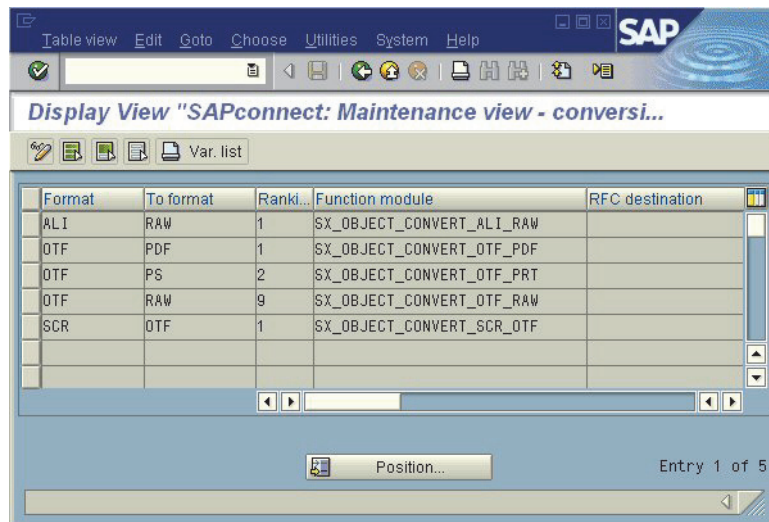 SAP
Table view Edit Goto Choose Utilities System Help
Display View "SAPconnect: Maintenance view - conversi...
Var. list
Format To format Ranki... Function module RFC destination
ALI RAW 1 SX_OBJECT_CONVERT_ALI_RAW
OTF PDF 1 SX_OBJECT_CONVERT_OTF_PDF
OTF PS 2 SX_OBJECT_CONVERT_OTF_PRT
OTF RAW 9 SX_OBJECT_CONVERT_OTF_RAW
SCR OTF 1 SX_OBJECT_CONVERT_SCR_OTF
Position... Entry 1 of 5